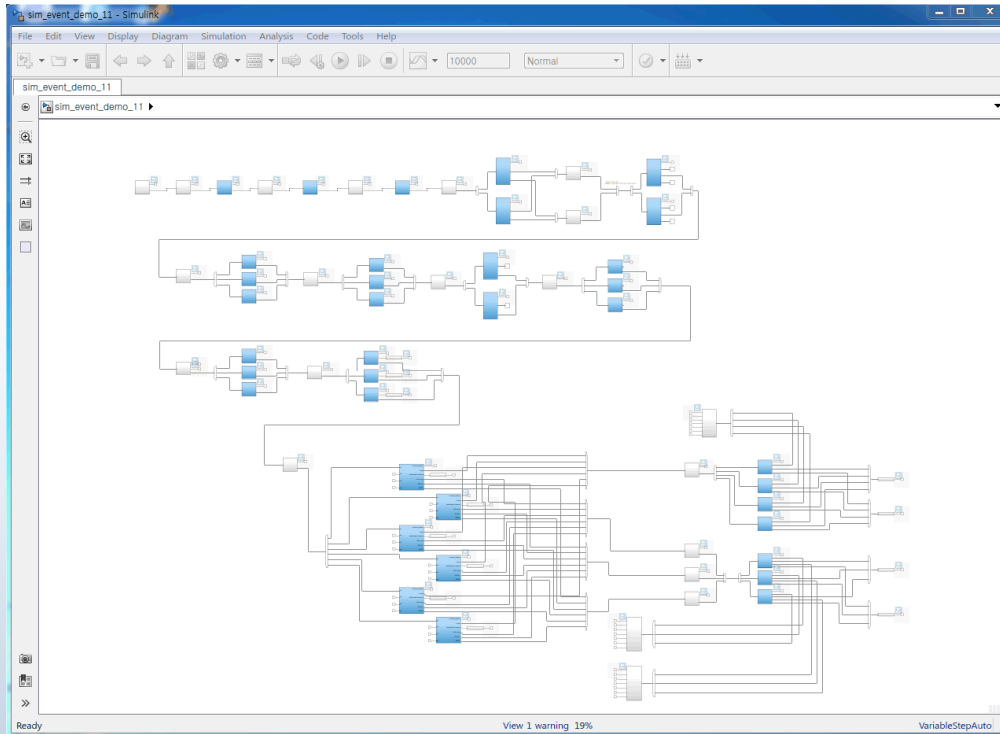 sim_event_demo_11 - Simulink
File Edit View Display Diagram Simulation Analysis Code Tools Help
10000 Normal
sim_event_demo_11
sim_event_demo_11
Ready View 1 warning 19% VariableStepAuto